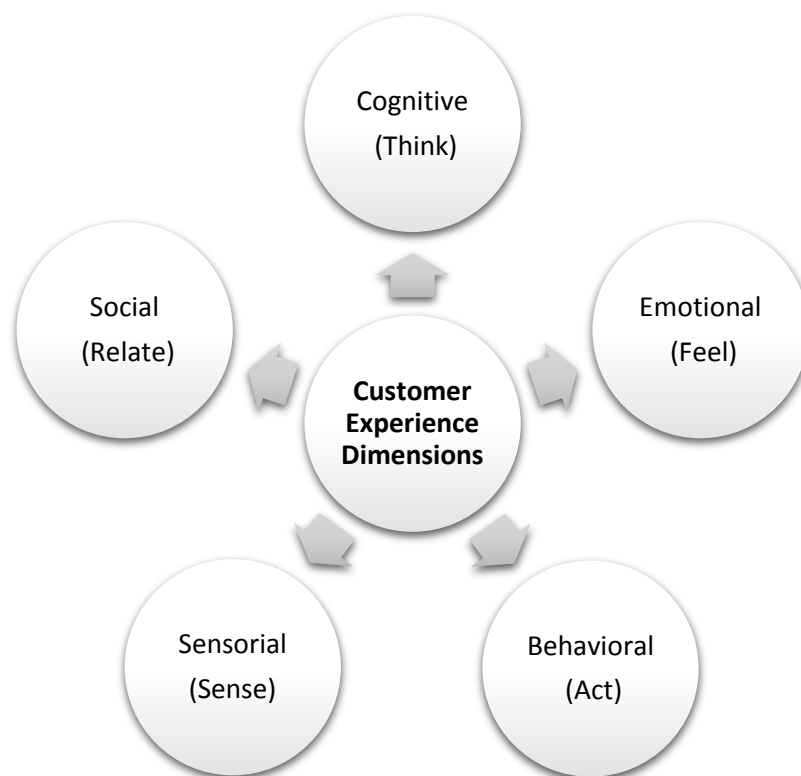 Cognitive
(Think)
Social
(Relate)
Emotional
(Feel)
Customer
Experience
Dimensions
Sensorial
(Sense)
Behavioral
(Act)